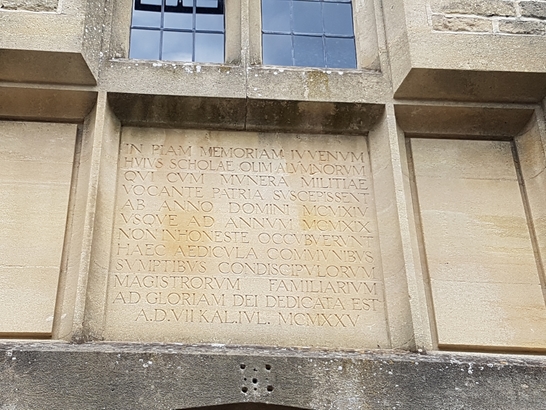 IN PIAM MEMORIAM IVVENVM
HVIVS SCHOLAE OLIM ALVMNORVM
QVI CVM MVNERA MILITIAE
VOCANTE PATRIA SVSCEPISSENT
AB ANNO DOMINI MCMXIV
VSQVE AD ANNVM MCMXIX
NON INHONESTE OCCVBVERVNT
HAEC AEDICVLA COMMVNIBVS
SVMPTIBVS CONDISCIPVLORVM
MAGISTRORVM FAMILIARIVM
AD GLORIAM DEI DEDICATA EST
A.D. VII KAL. IVL. MCMXXV